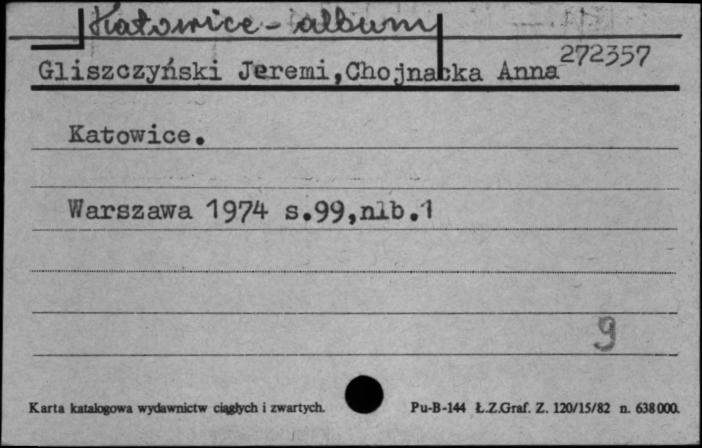 Katowice - album
272357
Gliszczyński Jeremi,Chojnacka Anna
Katowice.
Warszawa 1974 s.99,nlb.1
g
Karta katalogowa wydawnictw ciągłych i zwartych.
Pu-B-144 Ł.Z.Graf. Z. 120/15/82 n. 638000.